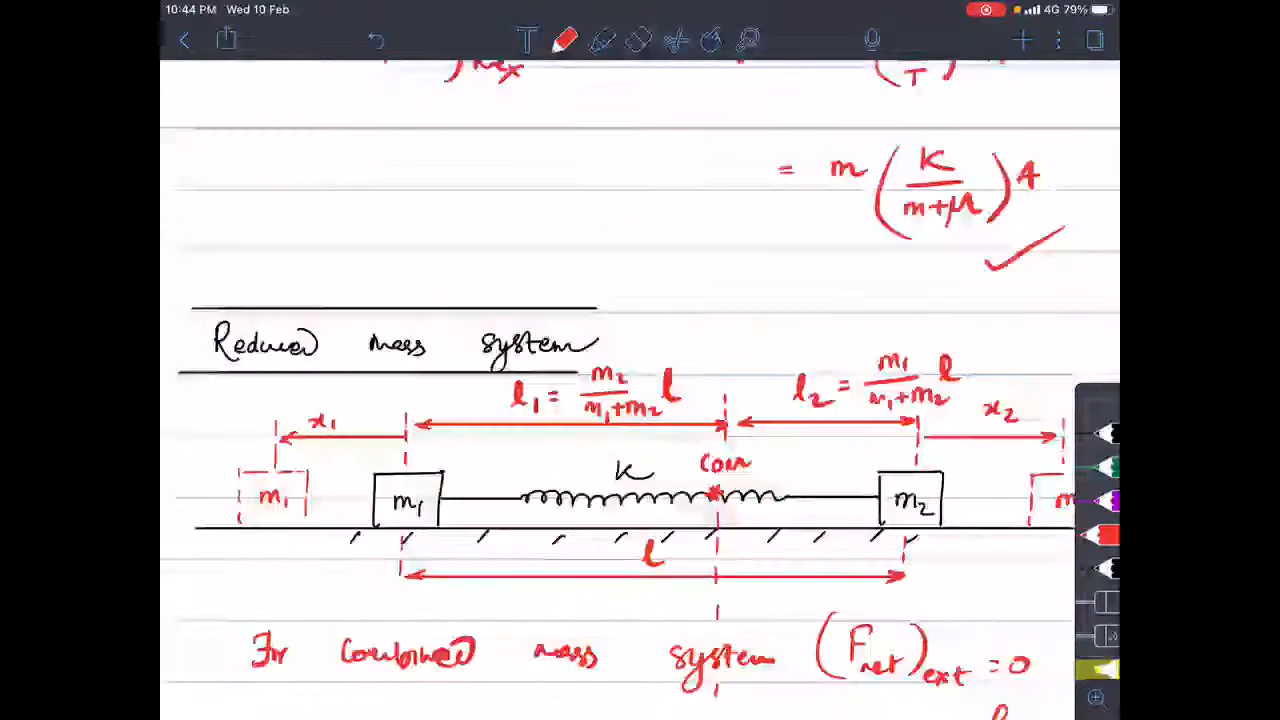 10:44 PM Wed 10 Feb 4G 79%
T
= m (K / m+μ) A
Reduced mass system
l₁ = m₂/m₁+m₂ l
l₂ = m₁/m₁+m₂ l
x₁
x₂
K
COM
m₁
m₁
m₂
m
l
For Combined mass system (Fnet)ext = 0